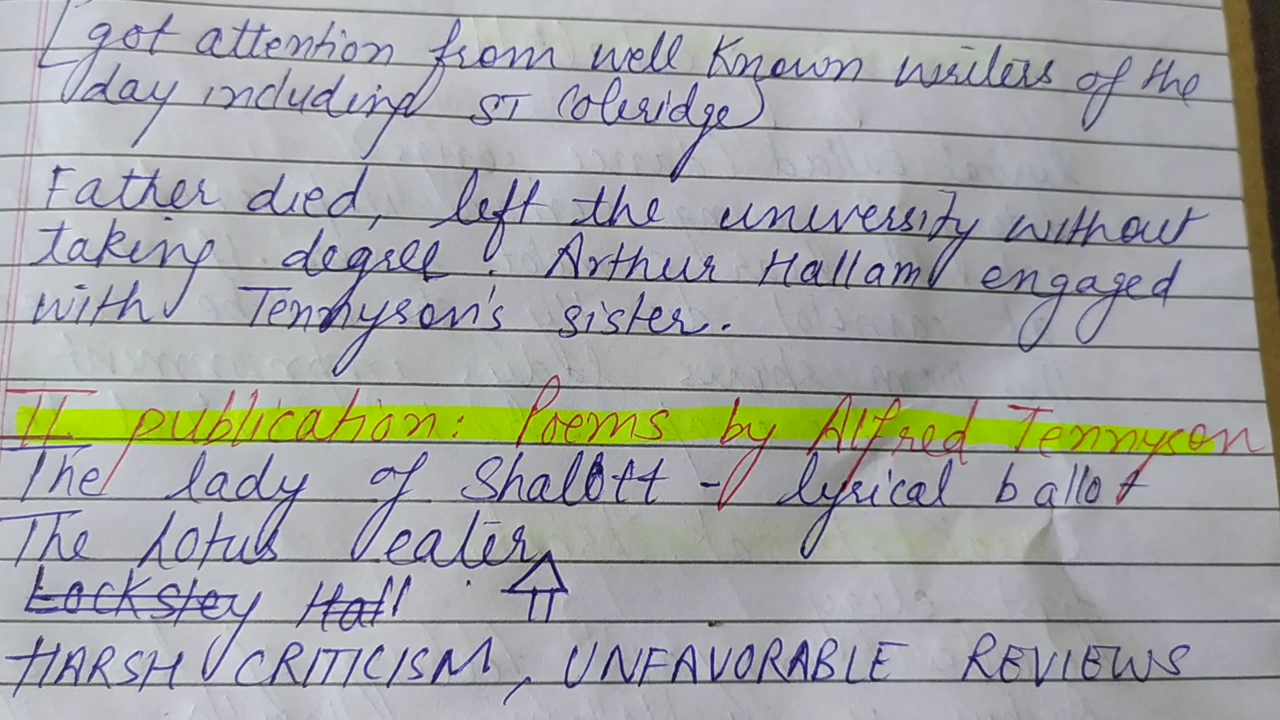 got attention from well known writers of the
day including ST Coleridge
Father died, left the university without
taking degree. Arthur Hallam engaged
with Tennyson's sister.
II publication: Poems by Alfred Tennyson
The lady of Shalott - lyrical ballot
The Lotus eater
Locksley Hall
HARSH CRITICISM, UNFAVORABLE REVIEWS